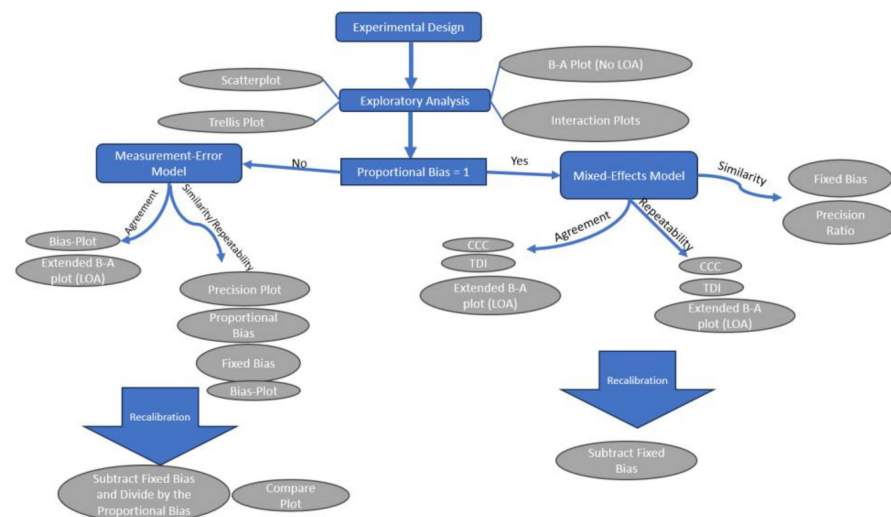 Experimental Design
Scatterplot
B-A Plot (No LOA)
Exploratory Analysis
Trellis Plot
Interaction Plots
Measurement-Error
Model
No
Proportional Bias = 1
Yes
Mixed-Effects Model
Similarity
Fixed Bias
Precision
Ratio
Agreement
Similarity/Repeatability
Bias-Plot
Extended B-A
plot (LOA)
Precision Plot
Proportional
Bias
Fixed Bias
Bias-Plot
Agreement
Repeatability
CCC
TDI
Extended B-A
plot (LOA)
CCC
TDI
Extended B-A
plot (LOA)
Recalibration
Recalibration
Subtract Fixed Bias
and Divide by the
Proportional Bias
Compare
Plot
Subtract Fixed
Bias